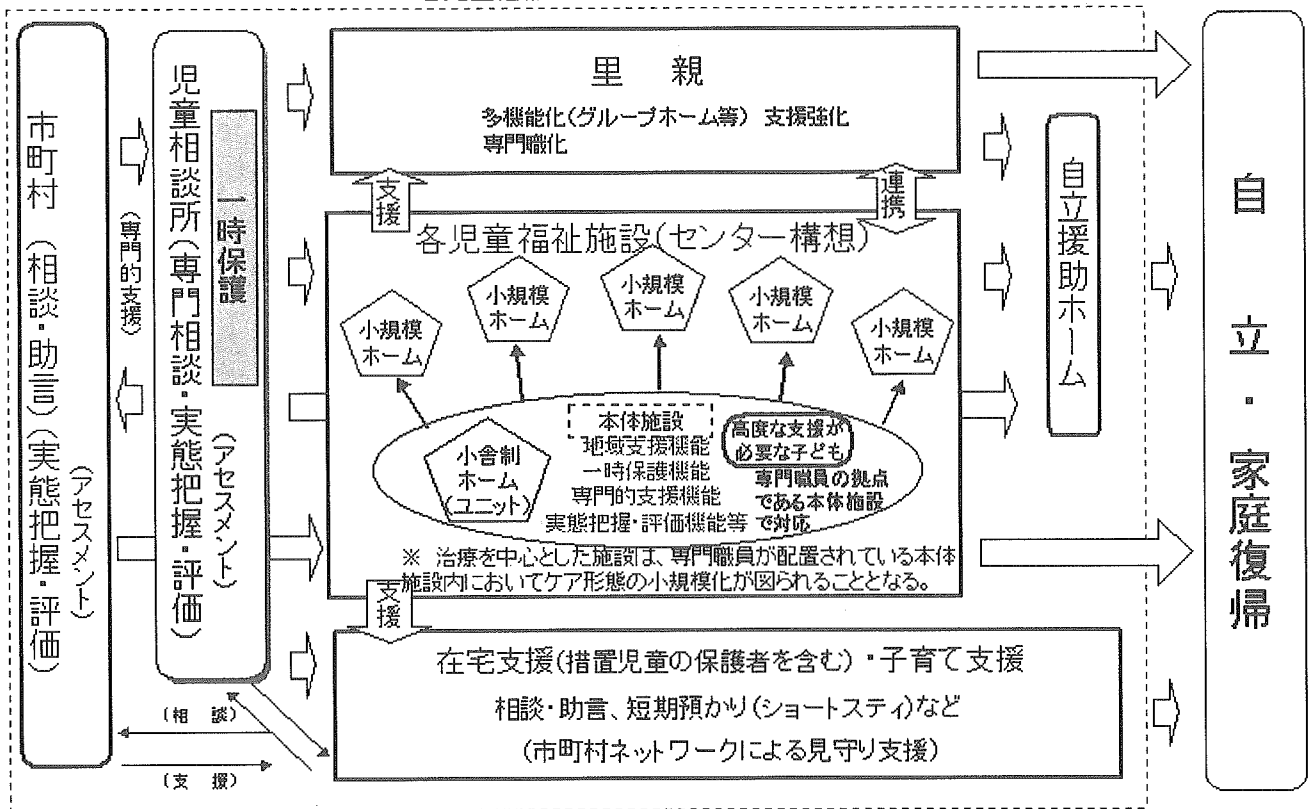 市町村（相談・助言）（実態把握・評価）
（アセスメント）
（専門的支援）
児童相談所（専門相談・実態把握・評価）
（アセスメント）
一時保護
里　親
多機能化（グループホーム等）　支援強化
専門職化
支援
連携
各児童福祉施設（センター構想）
小規模
ホーム
小規模
ホーム
小規模
ホーム
小規模
ホーム
小規模
ホーム
小舎制
ホーム
（ユニット）
本体施設
地域支援機能
一時保護機能
専門的支援機能
実態把握・評価機能等
高度な支援が
必要な子ども
専門職員の拠点
である本体施設
で対応
※　治療を中心とした施設は、専門職員が配置されている本体
施設内においてケア形態の小規模化が図られることとなる。
支援
在宅支援（措置児童の保護者を含む）・子育て支援
相談・助言、短期預かり（ショートスティ）など
（市町村ネットワークによる見守り支援）
（相　談）
（支　援）
自立援助ホーム
自　立　・　家庭復帰